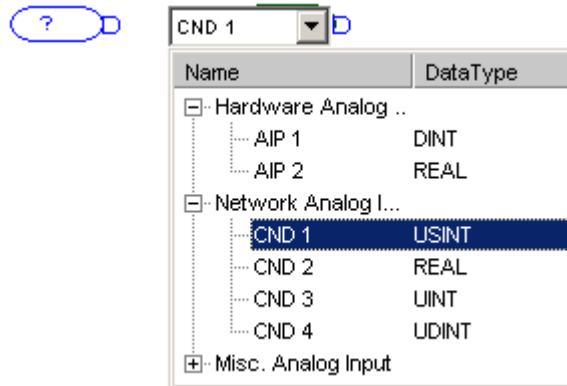 ? CND 1
Name DataType
Hardware Analog ..
AIP 1 DINT
AIP 2 REAL
Network Analog I...
CND 1 USINT
CND 2 REAL
CND 3 UINT
CND 4 UDINT
Misc. Analog Input